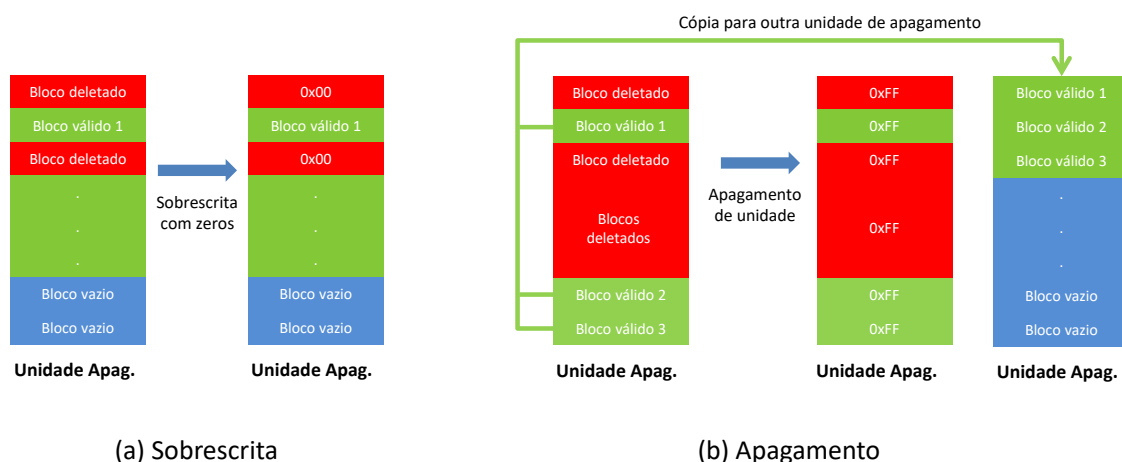 Cópia para outra unidade de apagamento
Bloco deletado
Bloco válido 1
Bloco deletado
.
.
.
Bloco vazio
Bloco vazio
Unidade Apag.
Sobrescrita
com zeros
0x00
Bloco válido 1
0x00
.
.
.
Bloco vazio
Bloco vazio
Unidade Apag.
(a) Sobrescrita
Bloco deletado
Bloco válido 1
Bloco deletado
Blocos
deletados
Bloco válido 2
Bloco válido 3
Unidade Apag.
Apagamento
de unidade
0xFF
0xFF
0xFF
0xFF
0xFF
0xFF
Unidade Apag.
Bloco válido 1
Bloco válido 2
Bloco válido 3
.
.
.
Bloco vazio
Bloco vazio
Unidade Apag.
(b) Apagamento